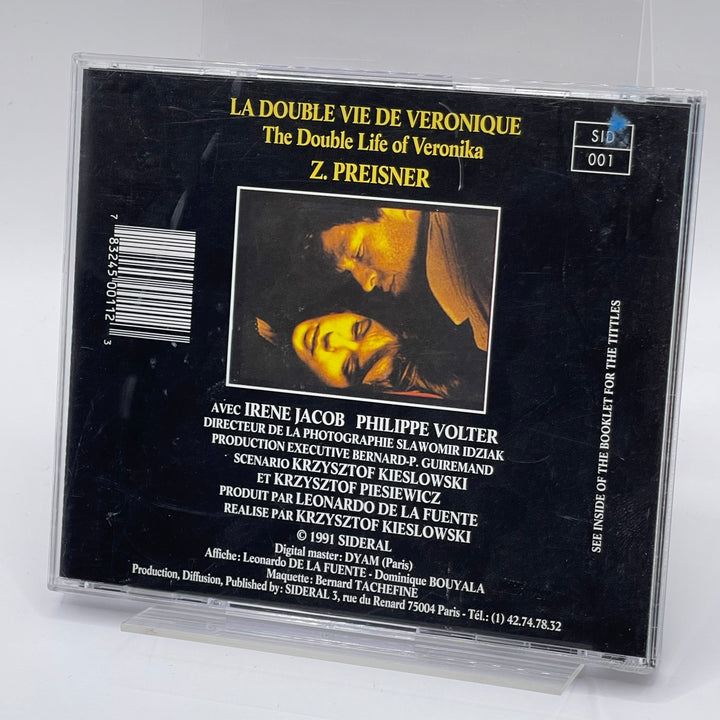 LA DOUBLE VIE DE VERONIQUE
The Double Life of Veronika
Z. PREISNER
SID
001
7 83245 00112 3
AVEC IRENE JACOB PHILIPPE VOLTER
DIRECTEUR DE LA PHOTOGRAPHIE SLAWOMIR IDZIAK
PRODUCTION EXECUTIVE BERNARD-P. GUIREMAND
SCENARIO KRZYSZTOF KIESLOWSKI
ET KRZYSZTOF PIESIEWICZ
PRODUIT PAR LEONARDO DE LA FUENTE
REALISE PAR KRZYSZTOF KIESLOWSKI
© 1991 SIDERAL
Digital master: DYAM (Paris)
Affiche: Leonardo DE LA FUENTE - Dominique BOUYALA
Maquette: Bernard TACHEFINE
Production, Diffusion, Published by: SIDERAL 3, rue du Renard 75004 Paris - Tél.: (1) 42.74.78.32
SEE INSIDE OF THE BOOKLET FOR THE TITTLES